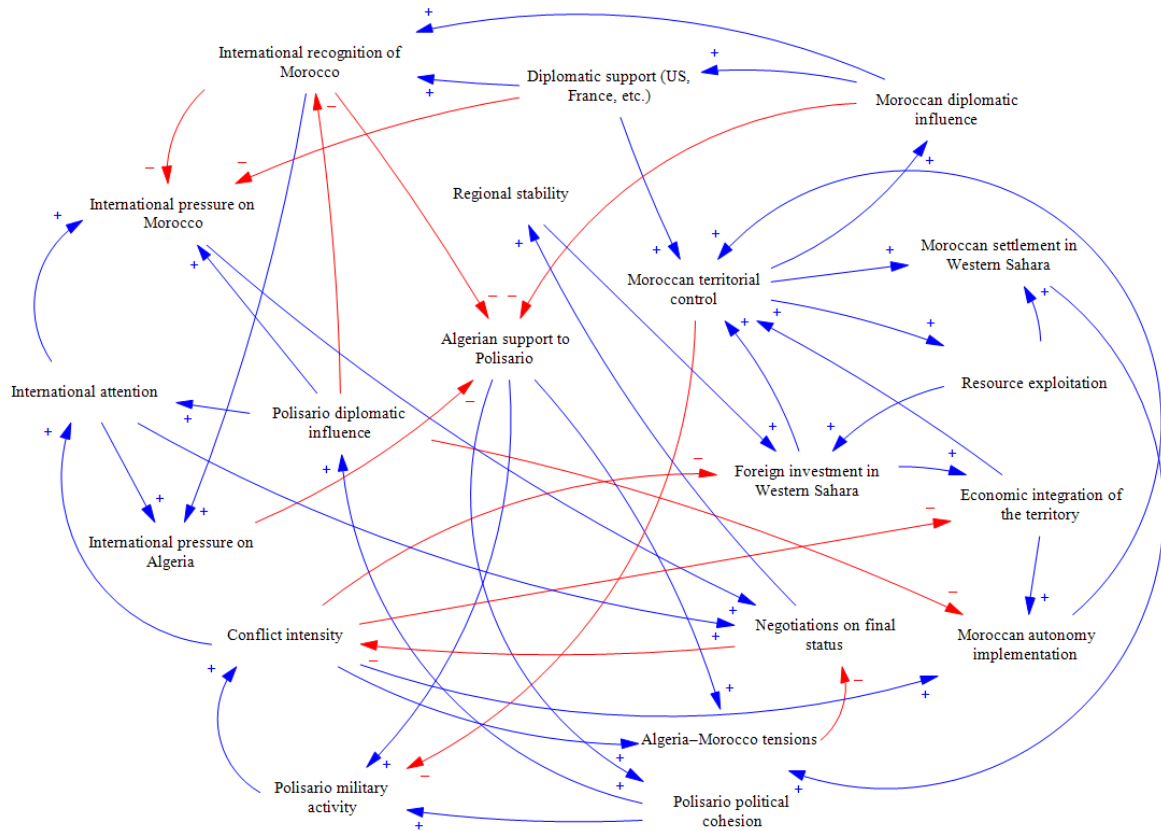 International recognition of
Morocco
Diplomatic support (US,
France, etc.)
Moroccan diplomatic
influence
International pressure on
Morocco
Regional stability
Moroccan territorial
control
Moroccan settlement in
Western Sahara
Algerian support to
Polisario
International attention
Polisario diplomatic
influence
Resource exploitation
Foreign investment in
Western Sahara
Economic integration of
the territory
International pressure on
Algeria
Conflict intensity
Negotiations on final
status
Moroccan autonomy
implementation
Algeria–Morocco tensions
Polisario military
activity
Polisario political
cohesion